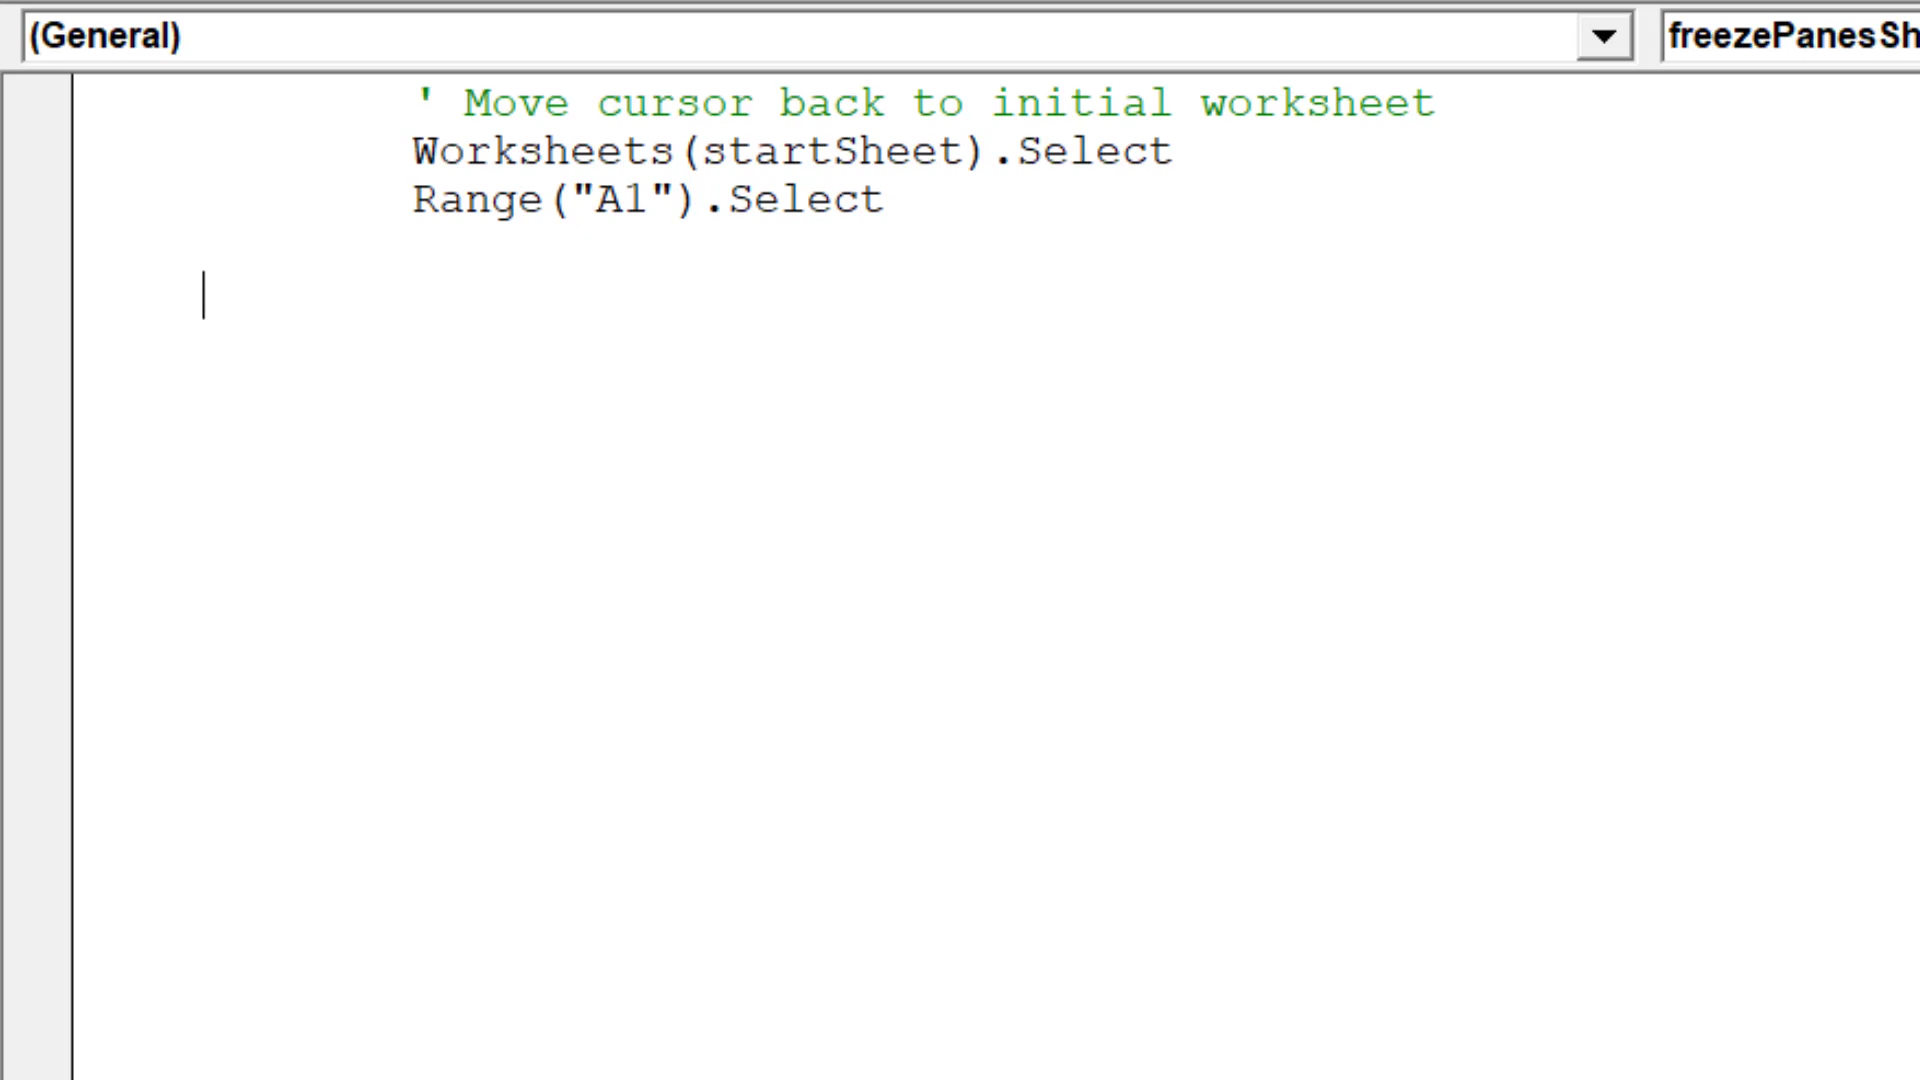 (General) freezePanesSh
' Move cursor back to initial worksheet
Worksheets(startSheet).Select
Range("A1").Select